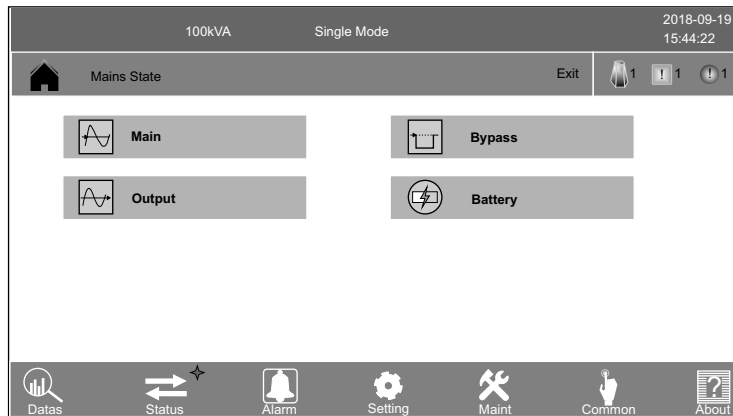 100kVA Single Mode 2018-09-19
15:44:22
Mains State Exit 1 ! 1 ! 1
Main Bypass
Output Battery
Datas Status Alarm Setting Maint Common ? About